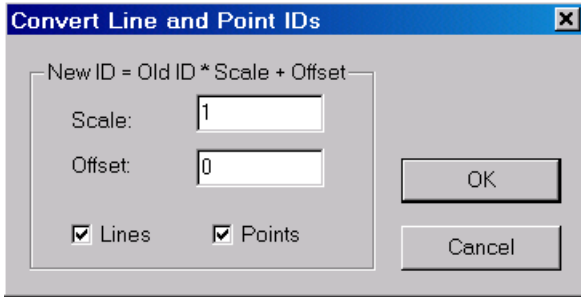 Convert Line and Point IDs
New ID = Old ID * Scale + Offset
Scale: 1
Offset: 0
Lines Points
OK
Cancel